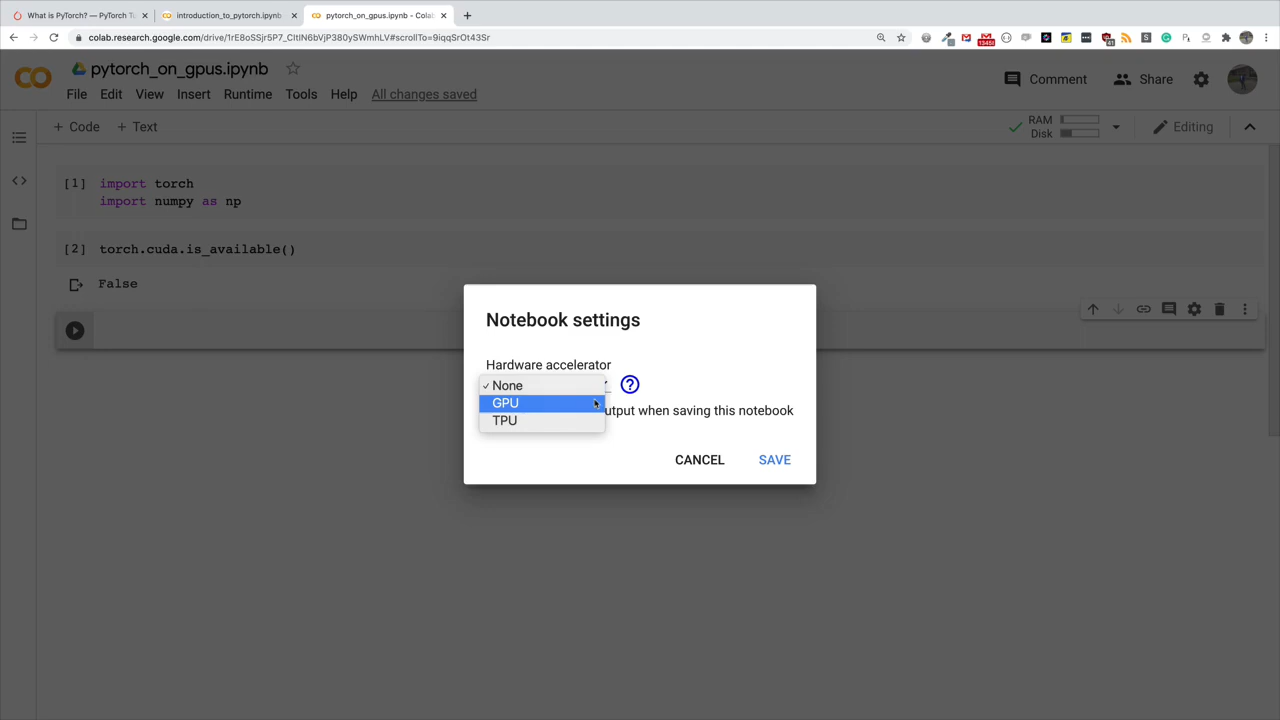 What is PyTorch? — PyTorch Tu
introduction_to_pytorch.ipynb
pytorch_on_gpus.ipynb - Colab
colab.research.google.com/drive/1rE8oSSjr5P7_CItIN6bVjP380ySWmhLV#scrollTo=9iqqSrOt43Sr
pytorch_on_gpus.ipynb
Comment
Share
File Edit View Insert Runtime Tools Help All changes saved
+ Code + Text
RAM
Disk
Editing
[1] import torch
import numpy as np
[2] torch.cuda.is_available()
False
Notebook settings
Hardware accelerator
None
GPU
utput when saving this notebook
TPU
CANCEL SAVE